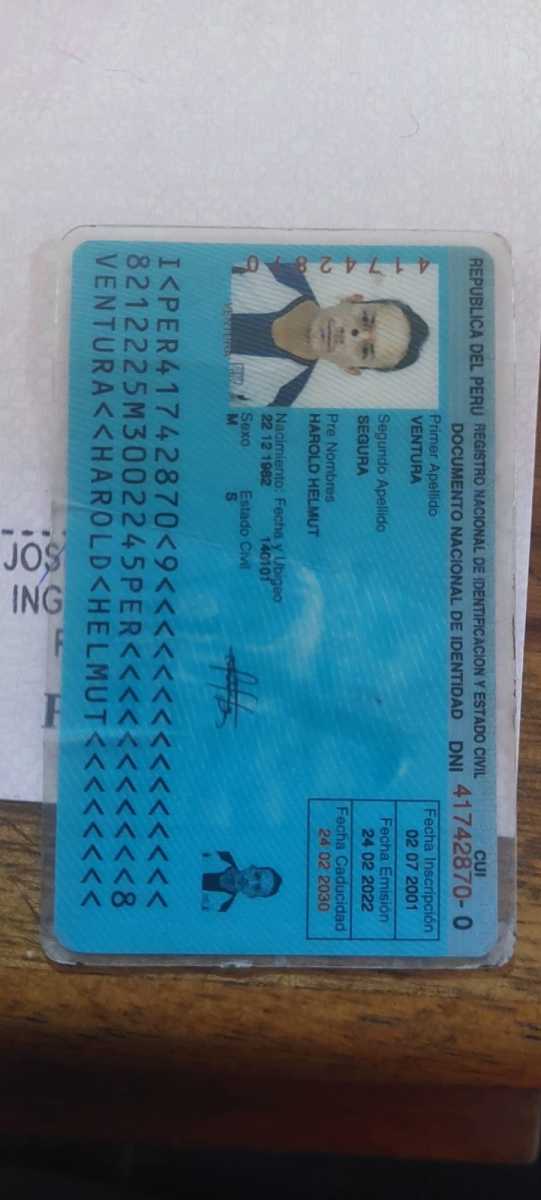 REPUBLICA DEL PERU REGISTRO NACIONAL DE IDENTIFICACION Y ESTADO CIVIL
DOCUMENTO NACIONAL DE IDENTIDAD DNI
CUI
41742870-0
Primer Apellido
VENTURA
Segundo Apellido
SEGURA
Pre Nombres
HAROLD HELMUT
Nacimiento: Fecha y Ubigeo
22 12 1982 140101
Sexo Estado Civil
M S
Fecha Inscripción
02 07 2001
Fecha Emisión
24 02 2022
Fecha Caducidad
24 02 2030
41742870
VENTURA
I<PER41742870<9<<<<<<<<<<<<<<<
8212225M3002245PER<<<<<<<<<<<8
VENTURA<<HAROLD<HELMUT<<<<<<<<
JOS
ING